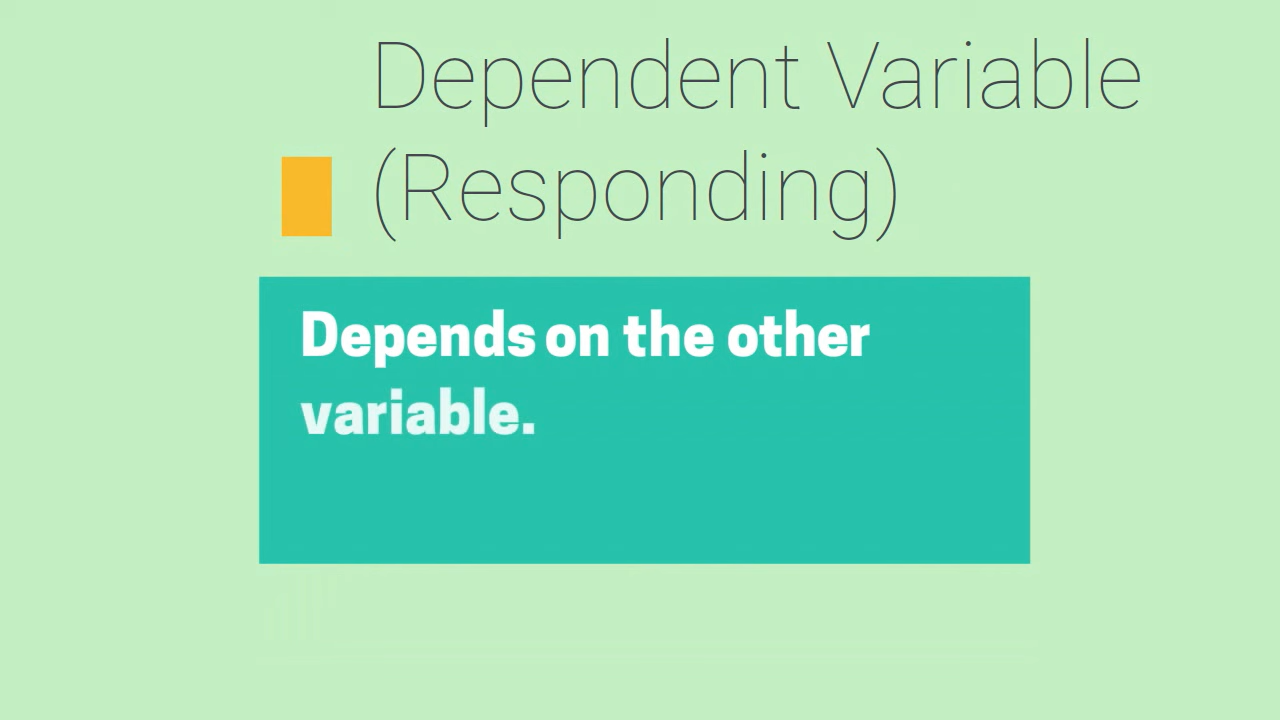 Dependent Variable
(Responding)
Depends on the other
variable.